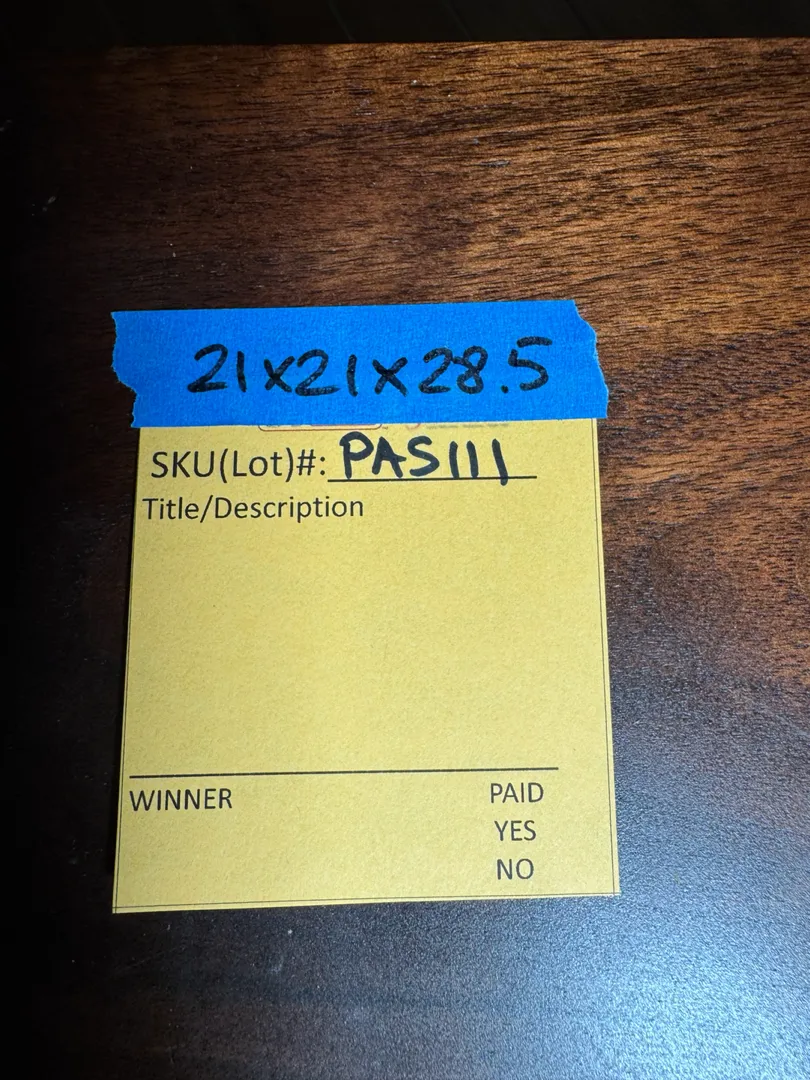 21x21x28.5
SKU(Lot)#: PAS111
Title/Description
WINNER PAID
YES
NO